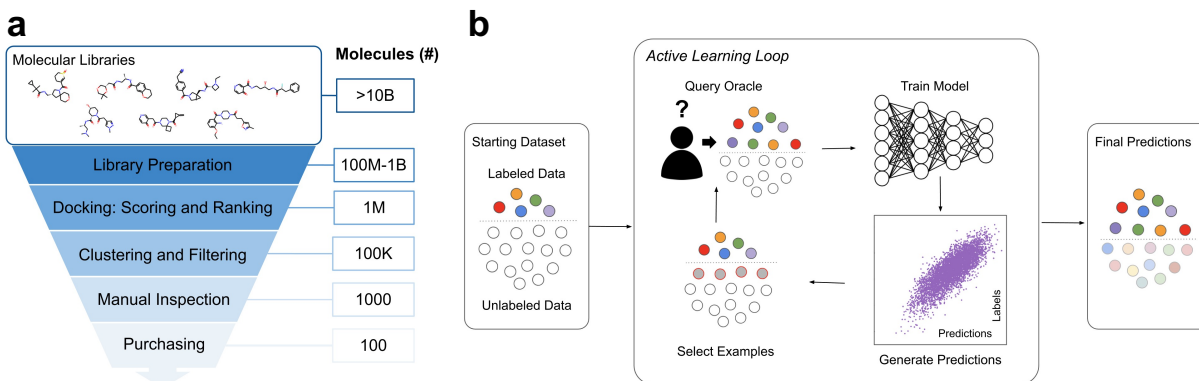 a
Molecular Libraries
Molecules (#)
>10B
Library Preparation
100M-1B
Docking: Scoring and Ranking
1M
Clustering and Filtering
100K
Manual Inspection
1000
Purchasing
100
b
Starting Dataset
Labeled Data
Unlabeled Data
Active Learning Loop
Query Oracle
?
Train Model
Labels
Predictions
Generate Predictions
Select Examples
Final Predictions